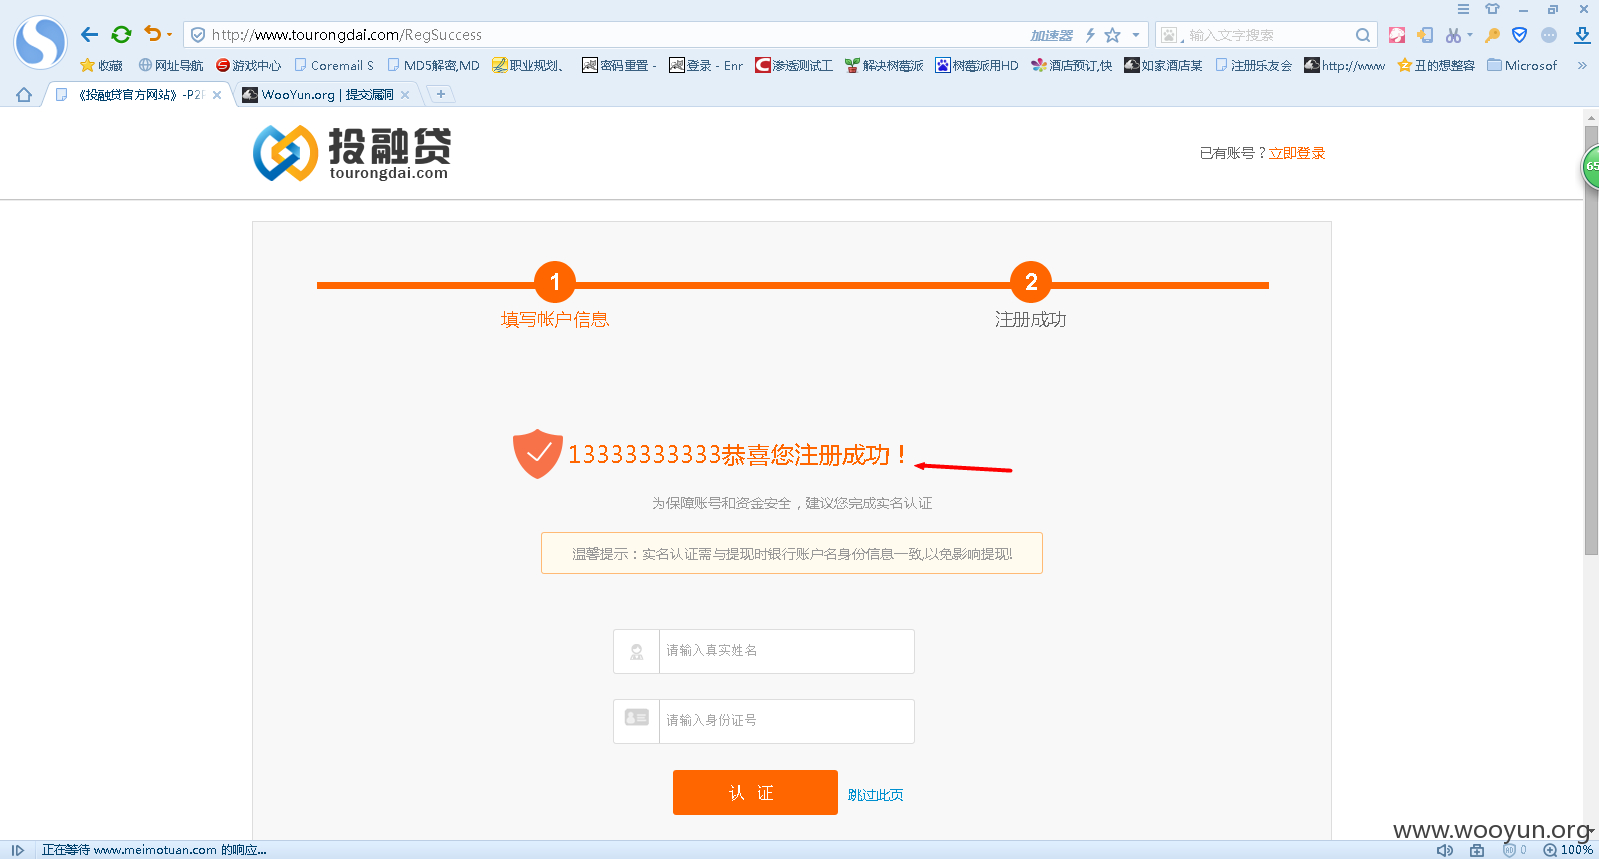 http://www.tourongdai.com/RegSuccess
加速器
输入文字搜索
收藏
网址导航
游戏中心
Coremail S
MD5解密,MD
职业规划、
密码重置 -
登录 - Enr
渗透测试工
解决树莓派
树莓派用HD
酒店预订,快
如家酒店某
注册乐友会
http://www
丑的想整容
Microsof
《投融贷官方网站》-P2P
WooYun.org | 提交漏洞
投融贷
tourongdai.com
已有账号？立即登录
65
1
2
填写帐户信息
注册成功
13333333333恭喜您注册成功！
为保障账号和资金安全，建议您完成实名认证
温馨提示：实名认证需与提现时银行账户名身份信息一致,以免影响提现!
请输入真实姓名
请输入身份证号
认 证
跳过此页
www.wooyun.org
正在等待 www.meimotuan.com 的响应...
0
100%